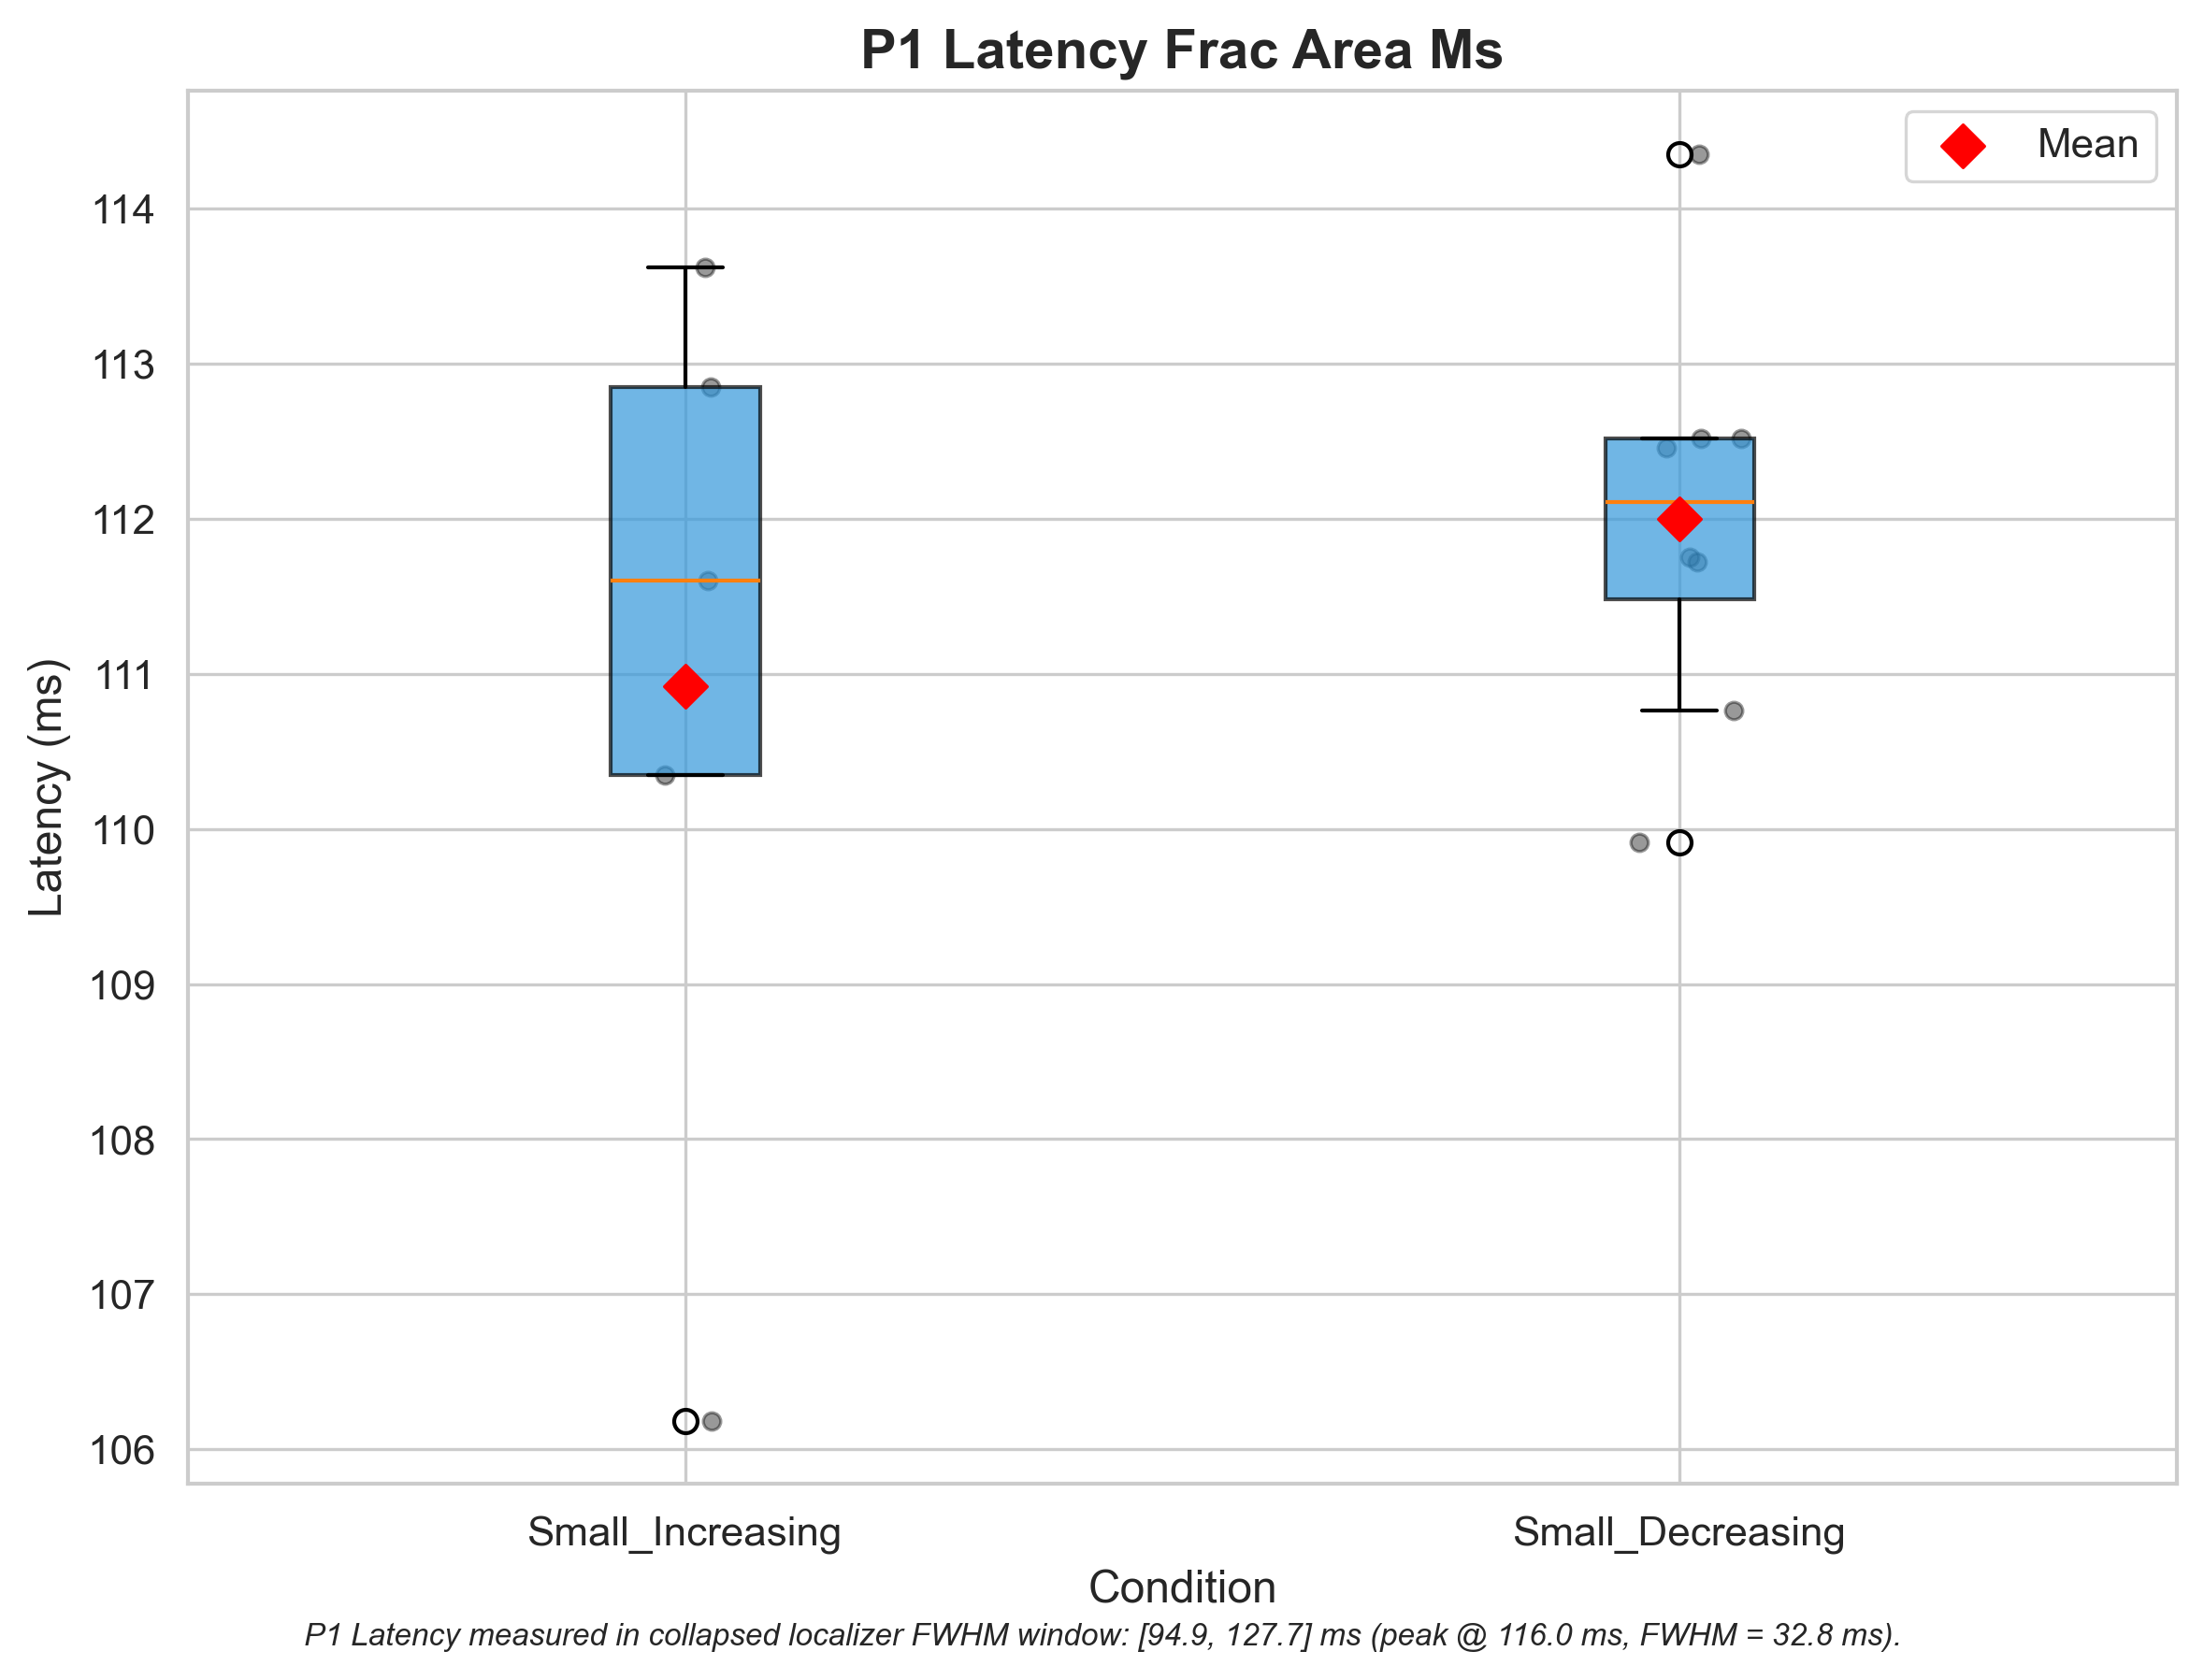 P1 Latency Frac Area Ms
Mean
114
113
112
111
110
109
108
107
106
Latency (ms)
Small_Increasing
Small_Decreasing
Condition
P1 Latency measured in collapsed localizer FWHM window: [94.9, 127.7] ms (peak @ 116.0 ms, FWHM = 32.8 ms).